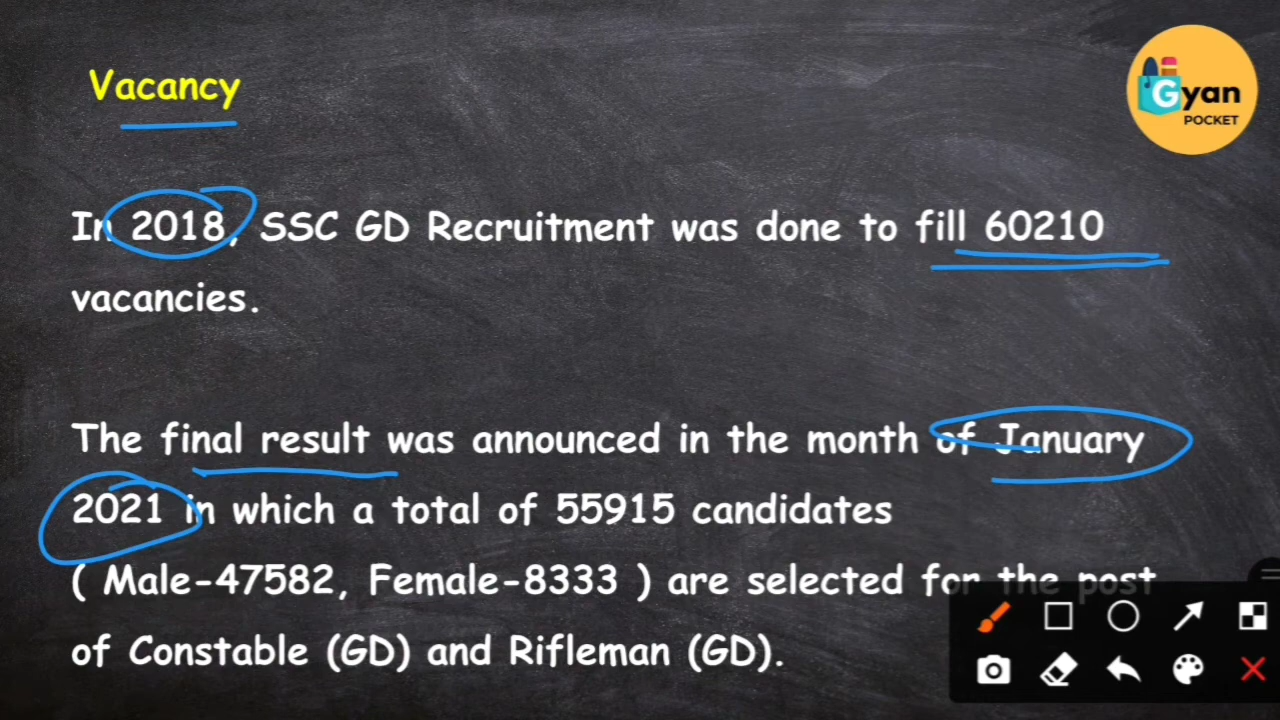 Vacancy
Gyan
POCKET
In 2018, SSC GD Recruitment was done to fill 60210
vacancies.
The final result was announced in the month of January
2021 in which a total of 55915 candidates
( Male-47582, Female-8333 ) are selected for the post
of Constable (GD) and Rifleman (GD).